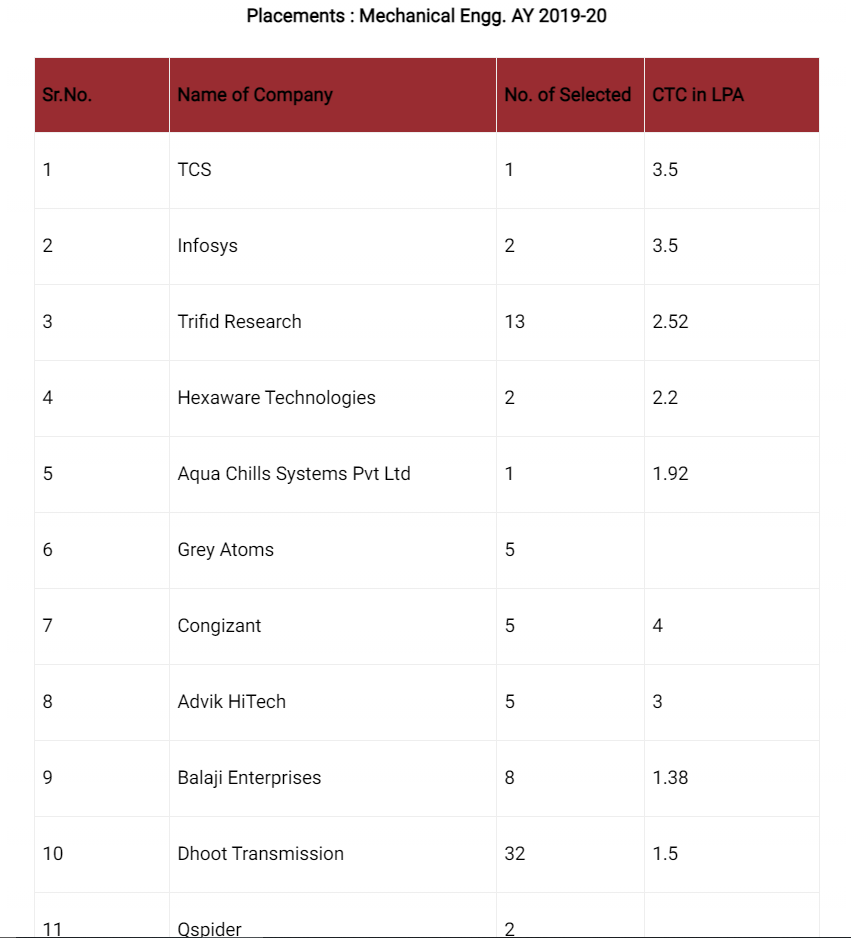 Placements : Mechanical Engg. AY 2019-20
Sr.No. Name of Company No. of Selected CTC in LPA
1 TCS 1 3.5
2 Infosys 2 3.5
3 Trifid Research 13 2.52
4 Hexaware Technologies 2 2.2
5 Aqua Chills Systems Pvt Ltd 1 1.92
6 Grey Atoms 5
7 Congizant 5 4
8 Advik HiTech 5 3
9 Balaji Enterprises 8 1.38
10 Dhoot Transmission 32 1.5
11 Qspider 2